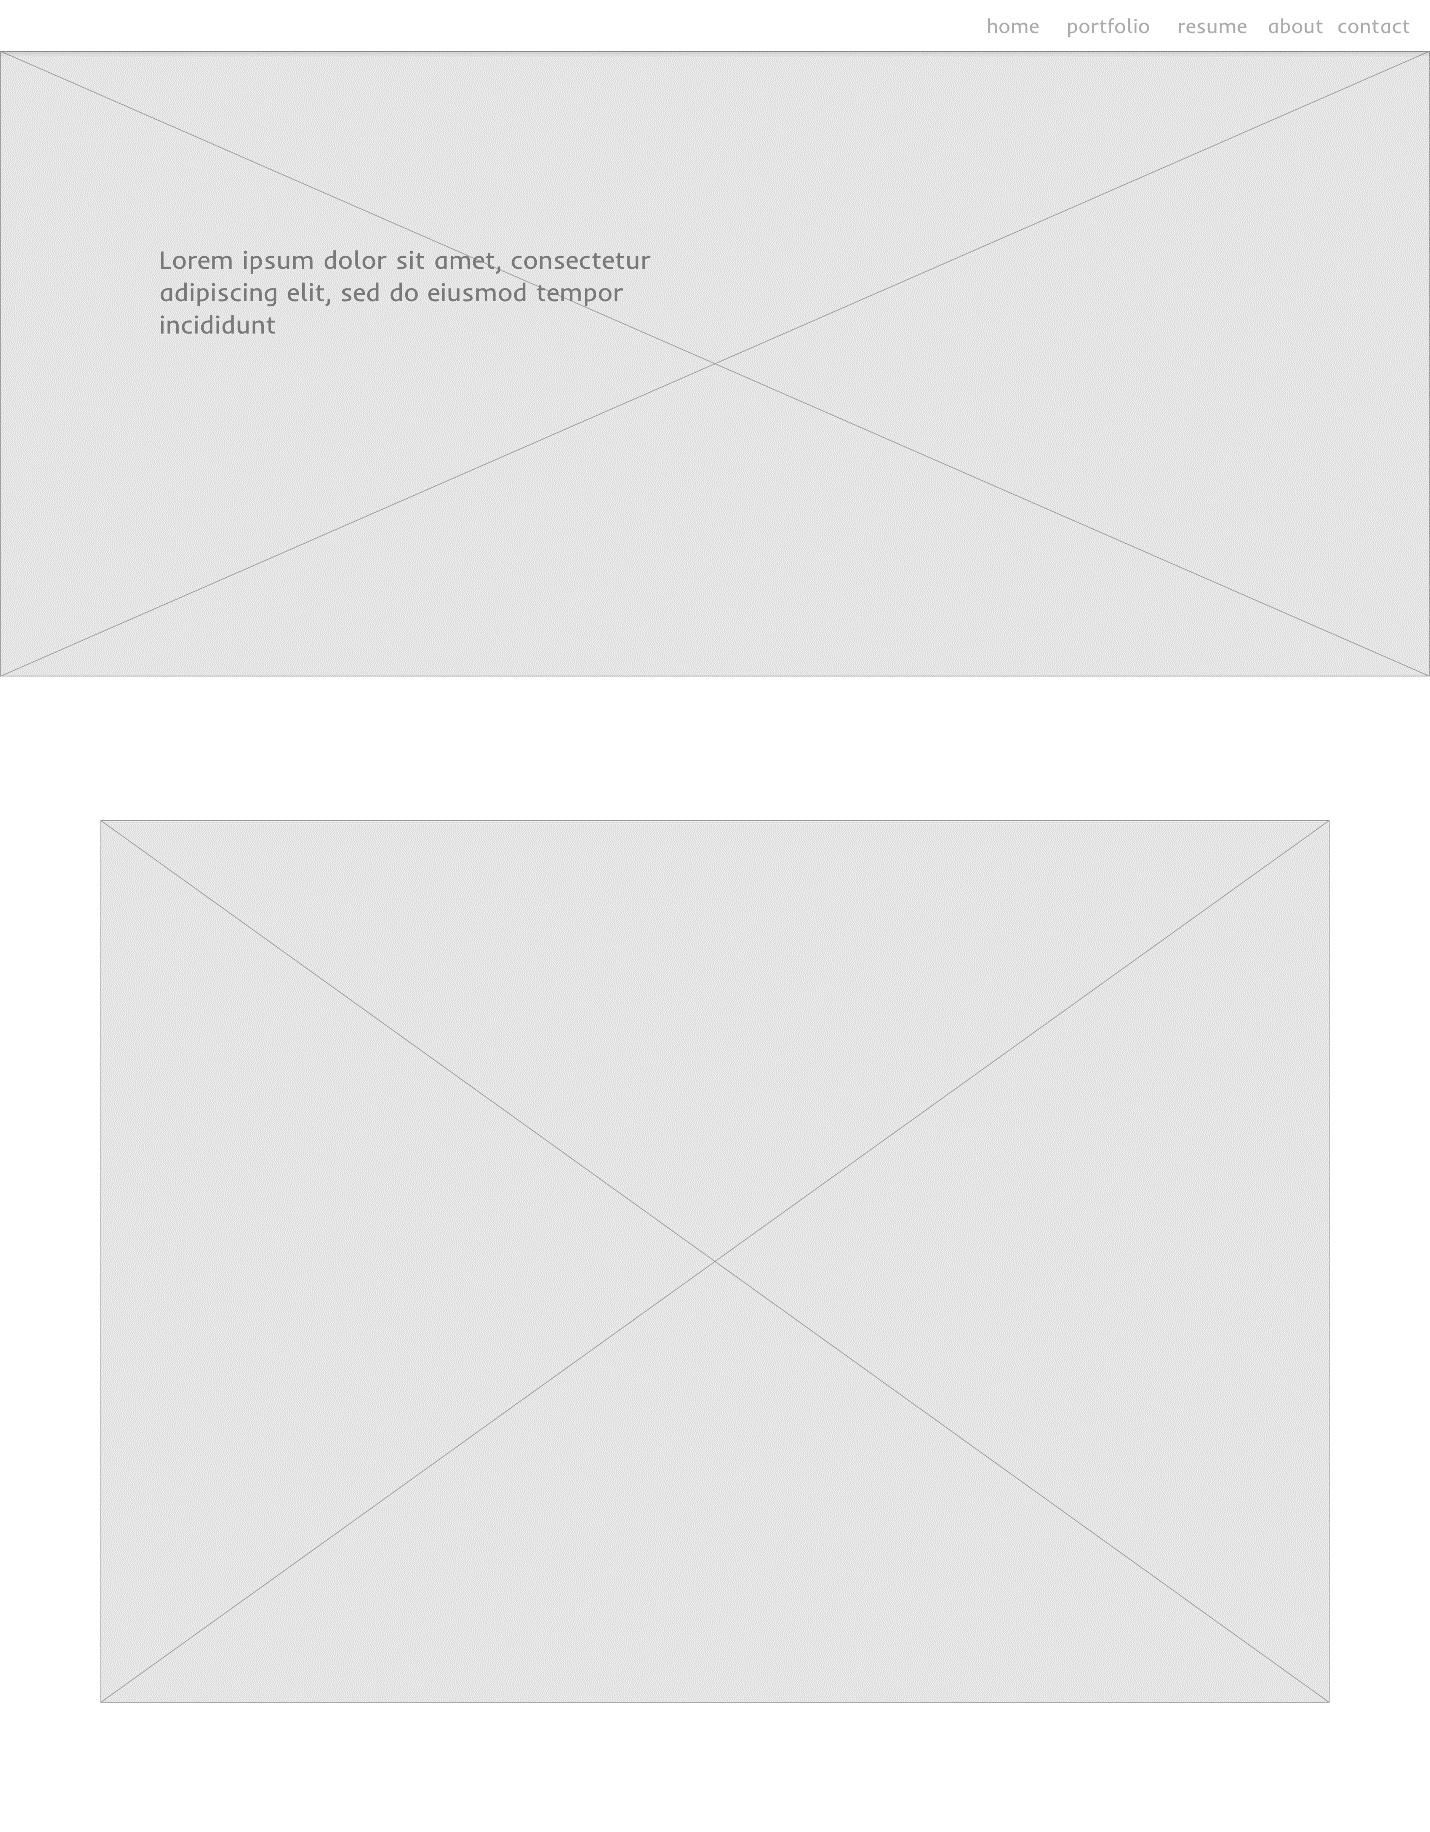 home portfolio resume about contact
Lorem ipsum dolor sit amet, consectetur
adipiscing elit, sed do eiusmod tempor
incididunt